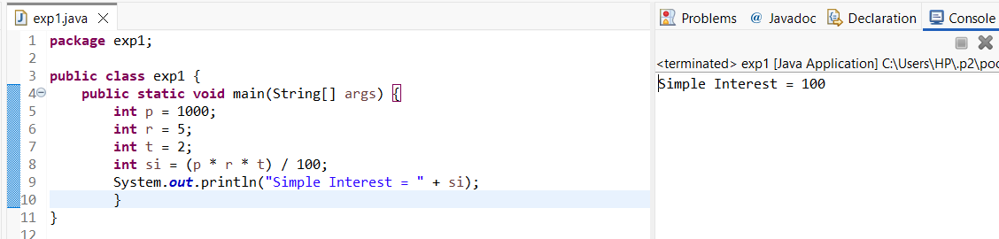 exp1.java
1 package exp1;
2
3 public class exp1 {
4 public static void main(String[] args) {
5 int p = 1000;
6 int r = 5;
7 int t = 2;
8 int si = (p * r * t) / 100;
9 System.out.println("Simple Interest = " + si);
10 }
11 }
12
Problems @ Javadoc Declaration Console
<terminated> exp1 [Java Application] C:\Users\HP\.p2\poo
Simple Interest = 100